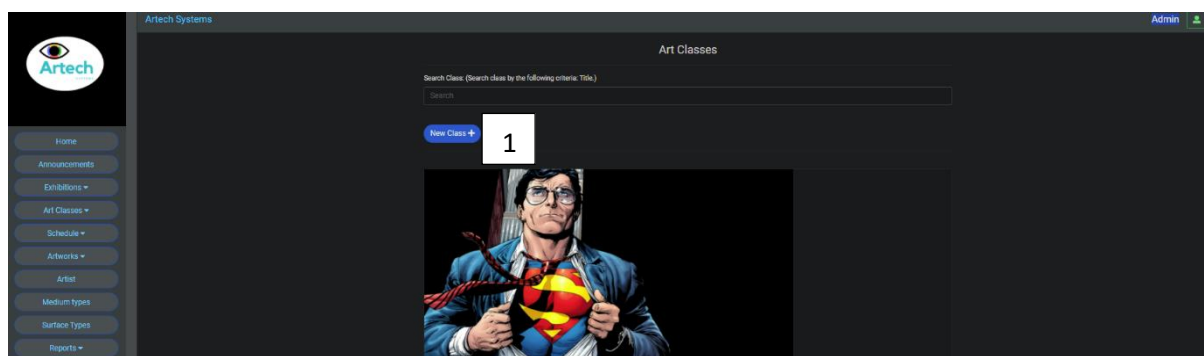 Artech Systems
Admin
Artech
Art Classes
Search Class: (Search class by the following criteria: Title.)
Search
New Class +
1
Home
Announcements
Exhibitions
Art Classes
Schedule
Artworks
Artist
Medium types
Surface Types
Reports